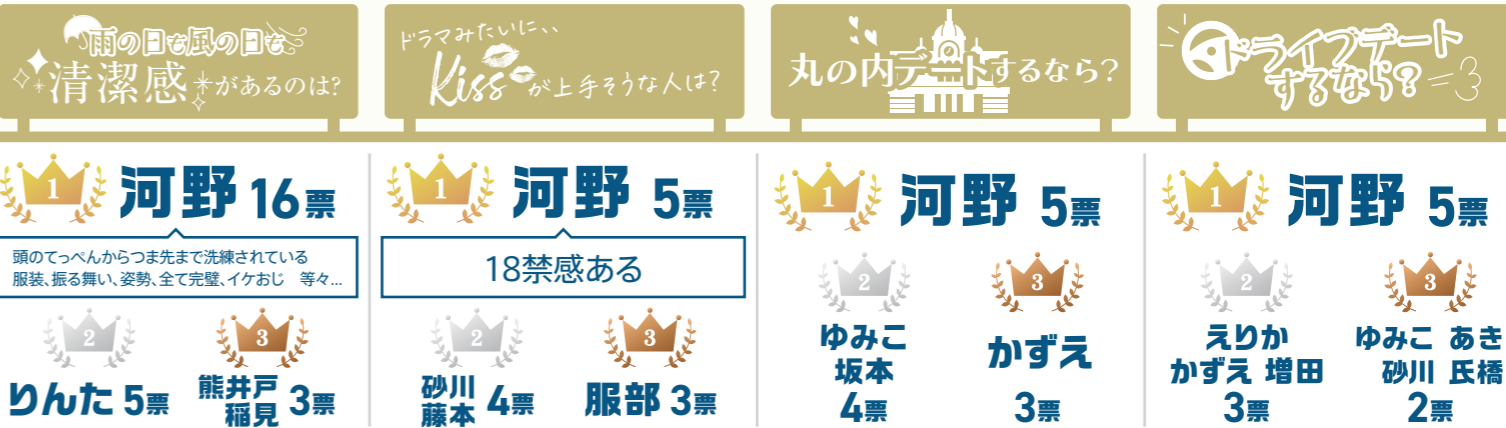 雨の日も風の日も
清潔感があるのは?
1
河野 16票
頭のてっぺんからつま先まで洗練されている
服装、振る舞い、姿勢、全て完璧、イケおじ　等々...
2
りんた 5票
3
熊井戸
稲見 3票
ドラマみたいに、、
Kissが上手そうな人は?
1
河野 5票
18禁感ある
2
砂川
藤本 4票
3
服部 3票
丸の内デートするなら?
1
河野 5票
2
ゆみこ
坂本
4票
3
かずえ
3票
ドライブデート
するなら?
1
河野 5票
2
えりか
かずえ 増田
3票
3
ゆみこ あき
砂川 氏橋
2票